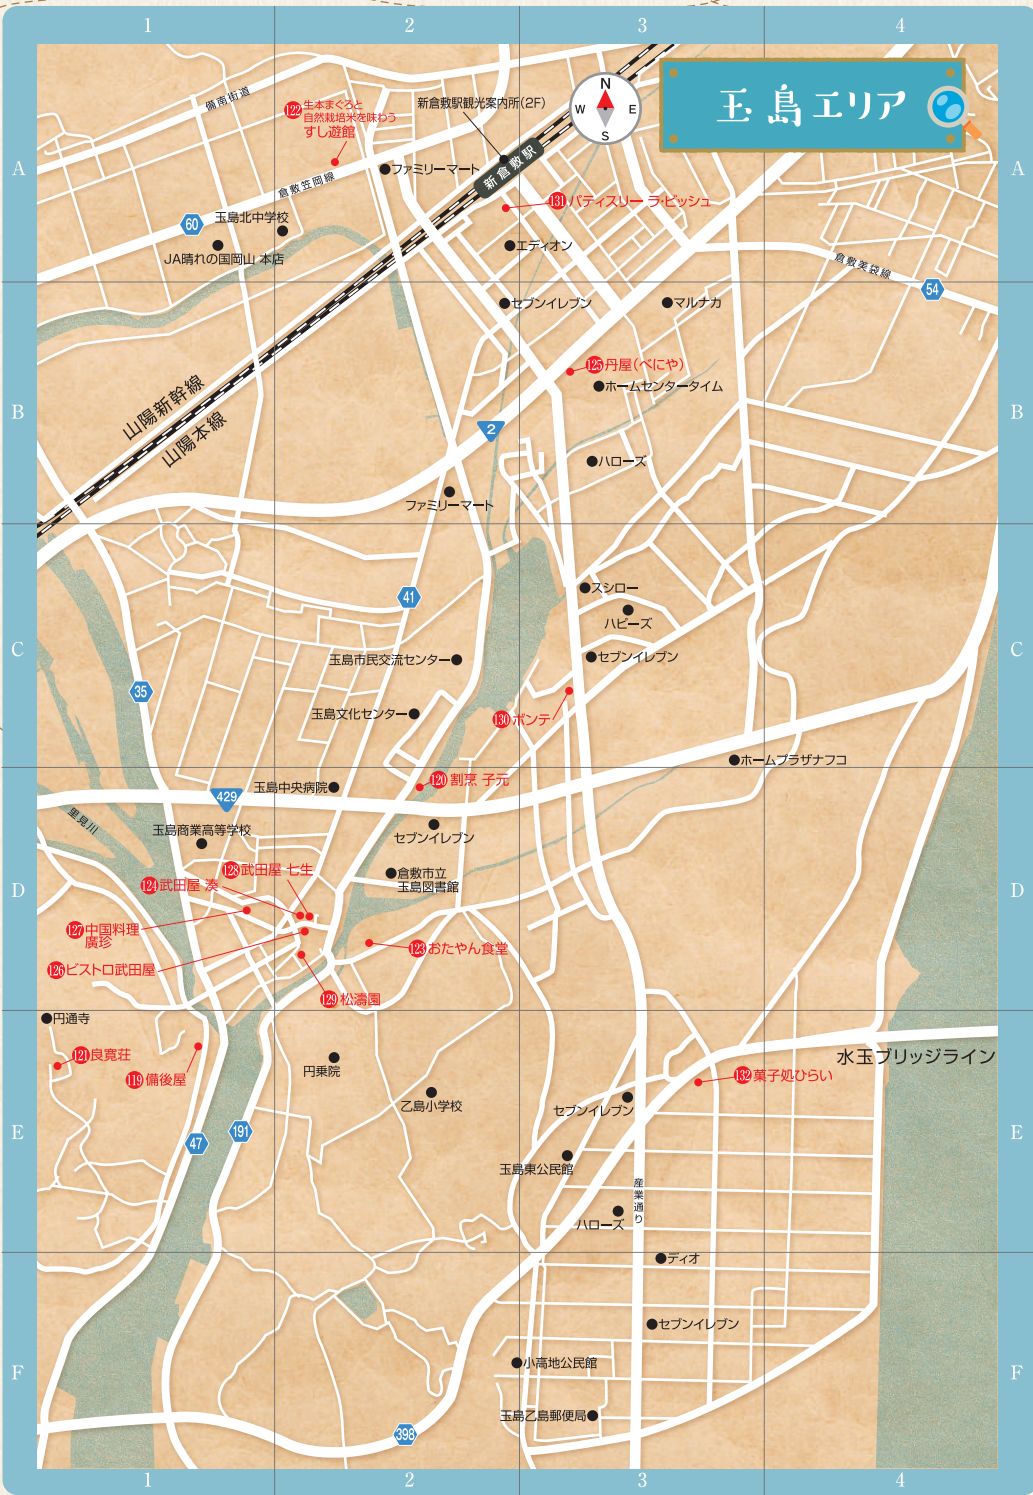 1
2
3
4
玉島エリア
N
W
E
S
A
A
備南街道
122 生本まぐろと
自然栽培米を味わう
すし遊館
新倉敷駅観光案内所(2F)
ファミリーマート
新倉敷駅
倉敷笠岡線
131 パティスリー ラ・ビッシュ
60
玉島北中学校
JA晴れの国岡山 本店
エディオン
倉敷美袋線
54
セブンイレブン
マルナカ
125 丹屋(べにや)
ホームセンタータイム
山陽新幹線
山陽本線
B
B
2
ハローズ
ファミリーマート
41
スシロー
ハピーズ
C
C
玉島市民交流センター
セブンイレブン
35
玉島文化センター
130 ボンテ
ホームプラザナフコ
120 割烹 子元
玉島中央病院
429
里見川
玉島商業高等学校
セブンイレブン
128 武田屋 七生
倉敷市立
玉島図書館
124 武田屋 湊
D
D
127 中国料理
廣珍
123 おたやん食堂
126 ビストロ武田屋
129 松濤園
円通寺
121 良寛荘
119 備後屋
円乗院
水玉ブリッジライン
132 菓子処ひらい
乙島小学校
セブンイレブン
E
E
47
191
玉島東公民館
産業通り
ハローズ
ディオ
セブンイレブン
小高地公民館
F
F
玉島乙島郵便局
398
1
2
3
4